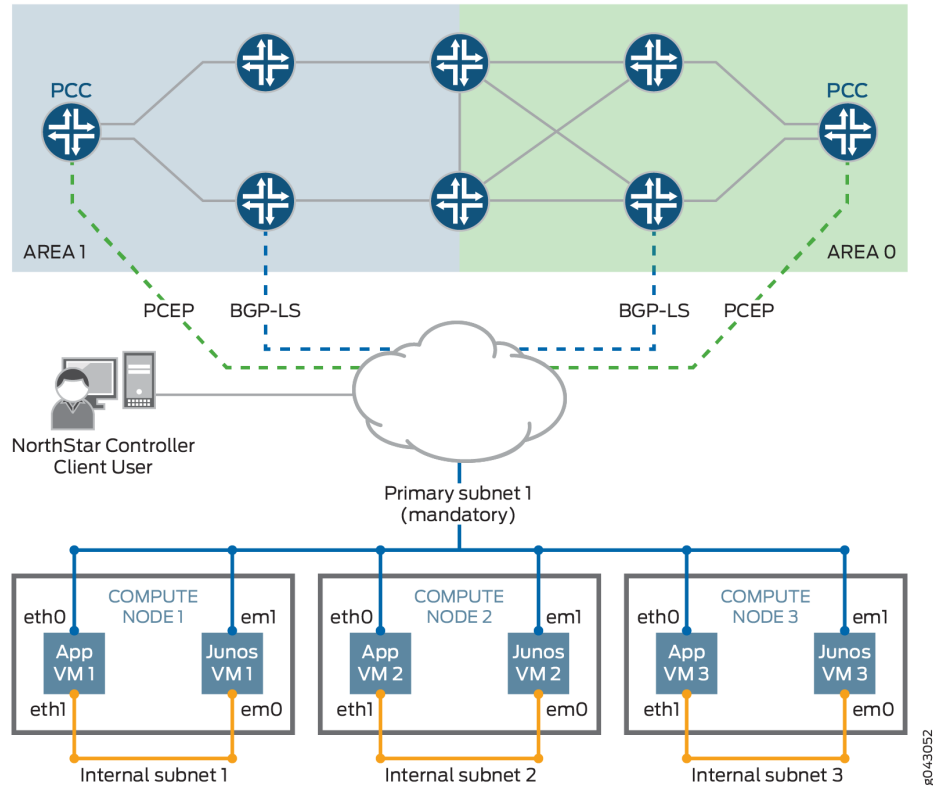 PCC
PCC
AREA 1
AREA 0
PCEP
BGP-LS
BGP-LS
PCEP
NorthStar Controller
Client User
Primary subnet 1
(mandatory)
COMPUTE
NODE 1
eth0
em1
App
VM 1
Junos
VM 1
eth1
em0
Internal subnet 1
COMPUTE
NODE 2
eth0
em1
App
VM 2
Junos
VM 2
eth1
em0
Internal subnet 2
COMPUTE
NODE 3
eth0
em1
App
VM 3
Junos
VM 3
eth1
em0
Internal subnet 3
g043052